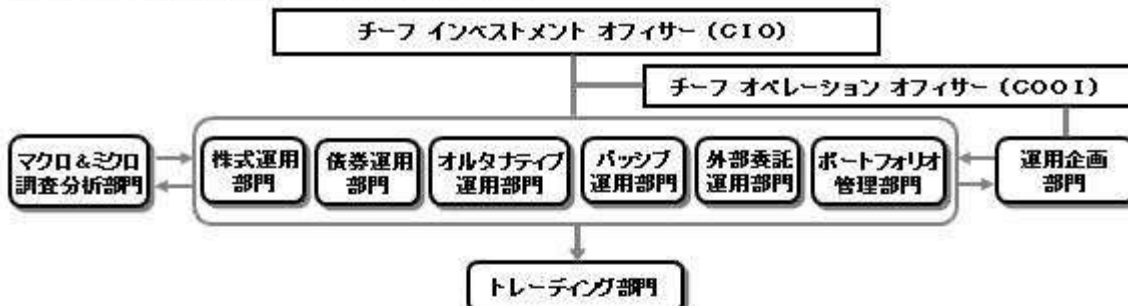 チーフ インベストメント オフィサー (CIO)
チーフ オペレーション オフィサー (COOI)
マクロ&ミクロ
調査分析部門
株式運用
部門
債券運用
部門
オルタナティブ
運用部門
パッシブ
運用部門
外部委託
運用部門
ポートフォリオ
管理部門
運用企画
部門
トレーディング部門